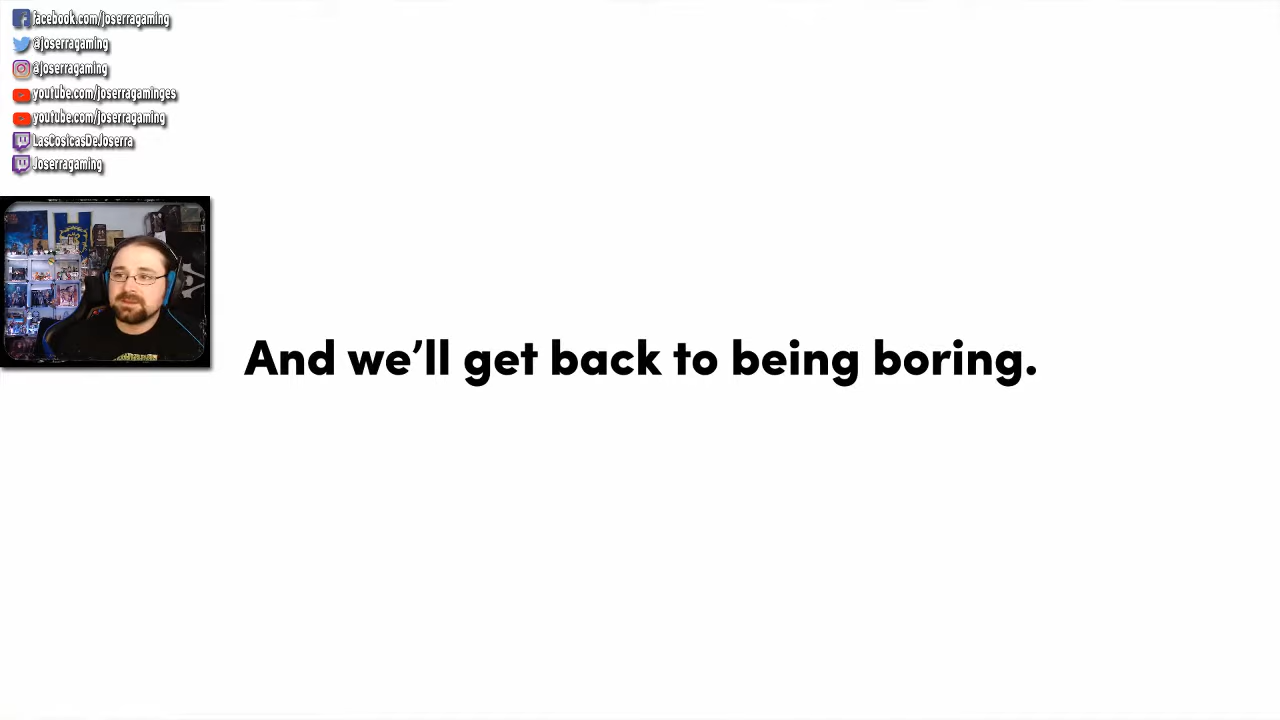 facebook.com/joserragaming
@joserragaming
@joserragaming
youtube.com/joserragaminges
youtube.com/joserragaming
LasCosicasDeJoserra
Joserragaming
And we’ll get back to being boring.